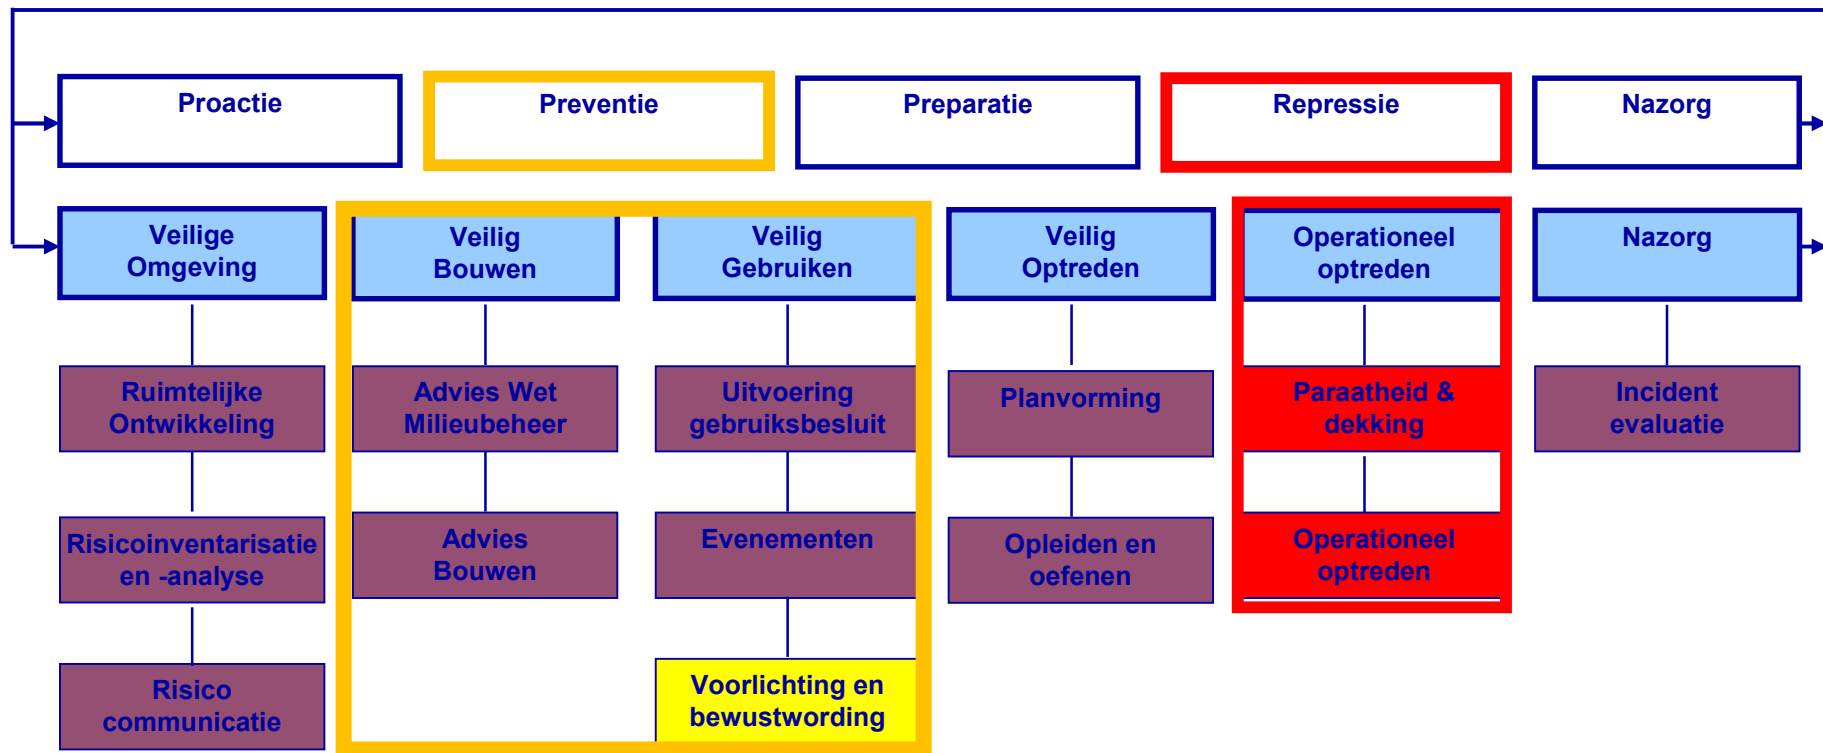 Proactie
Preventie
Preparatie
Repressie
Nazorg
Veilige
Omgeving
Veilig
Bouwen
Veilig
Gebruiken
Veilig
Optreden
Operationeel
optreden
Nazorg
Ruimtelijke
Ontwikkeling
Advies Wet
Milieubeheer
Uitvoering
gebruiksbesluit
Planvorming
Paraatheid &
dekking
Incident
evaluatie
Risicoinventarisatie
en -analyse
Advies
Bouwen
Evenementen
Opleiden en
oefenen
Operationeel
optreden
Risico
communicatie
Voorlichting en
bewustwording